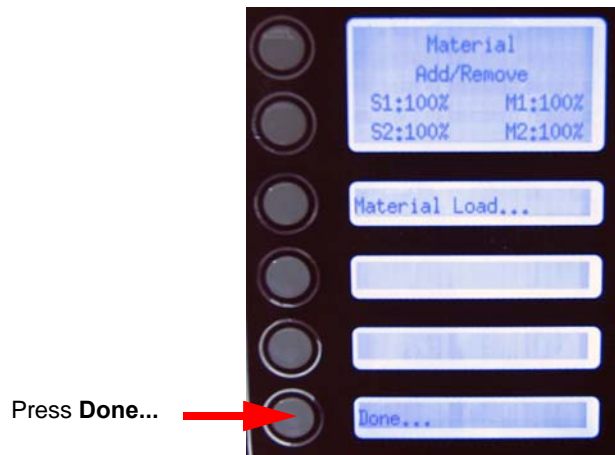 Material
Add/Remove
S1:100% M1:100%
S2:100% M2:100%
Material Load...
Press Done...
Done...